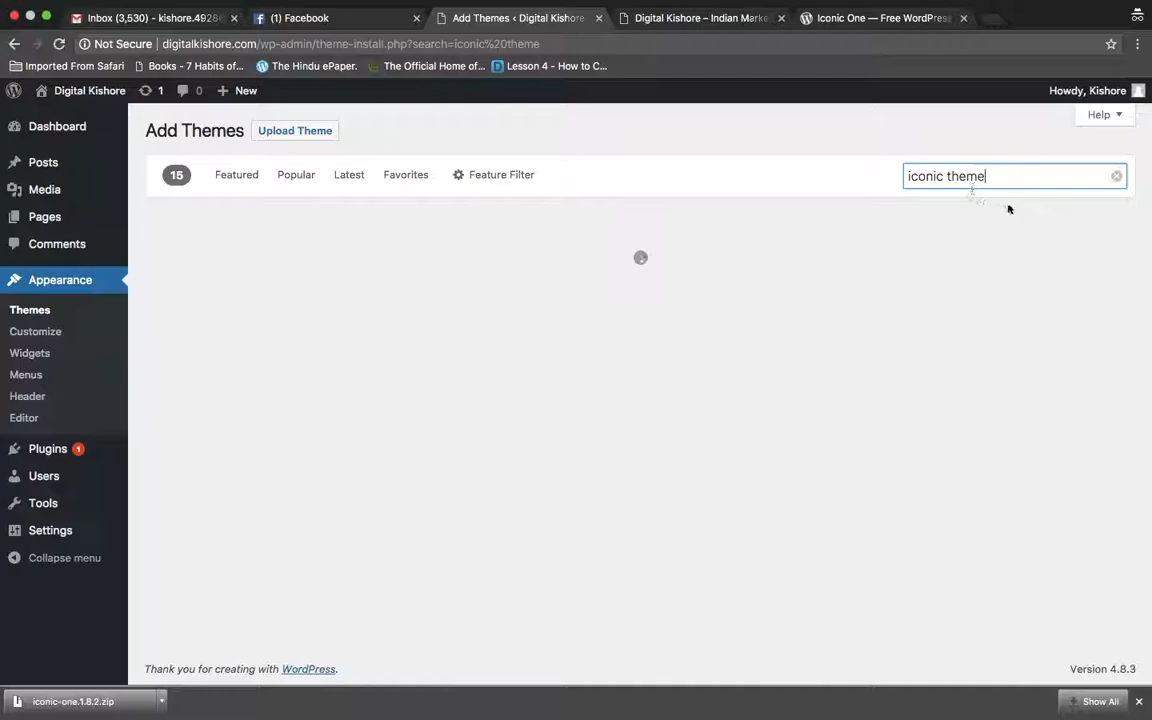 Inbox (3,530) - kishore.4928
(1) Facebook
Add Themes ‹ Digital Kishore
Digital Kishore – Indian Marke
Iconic One — Free WordPress
Not Secure
digitalkishore.com/wp-admin/theme-install.php?search=iconic%20theme
Imported From Safari
Books - 7 Habits of...
The Hindu ePaper.
The Official Home of...
Lesson 4 - How to C...
Digital Kishore
1
0
New
Howdy, Kishore
Help
Add Themes
Upload Theme
15
Featured
Popular
Latest
Favorites
Feature Filter
iconic theme
Dashboard
Posts
Media
Pages
Comments
Appearance
Themes
Customize
Widgets
Menus
Header
Editor
Plugins 1
Users
Tools
Settings
Collapse menu
Thank you for creating with WordPress.
Version 4.8.3
iconic-one.1.8.2.zip
Show All